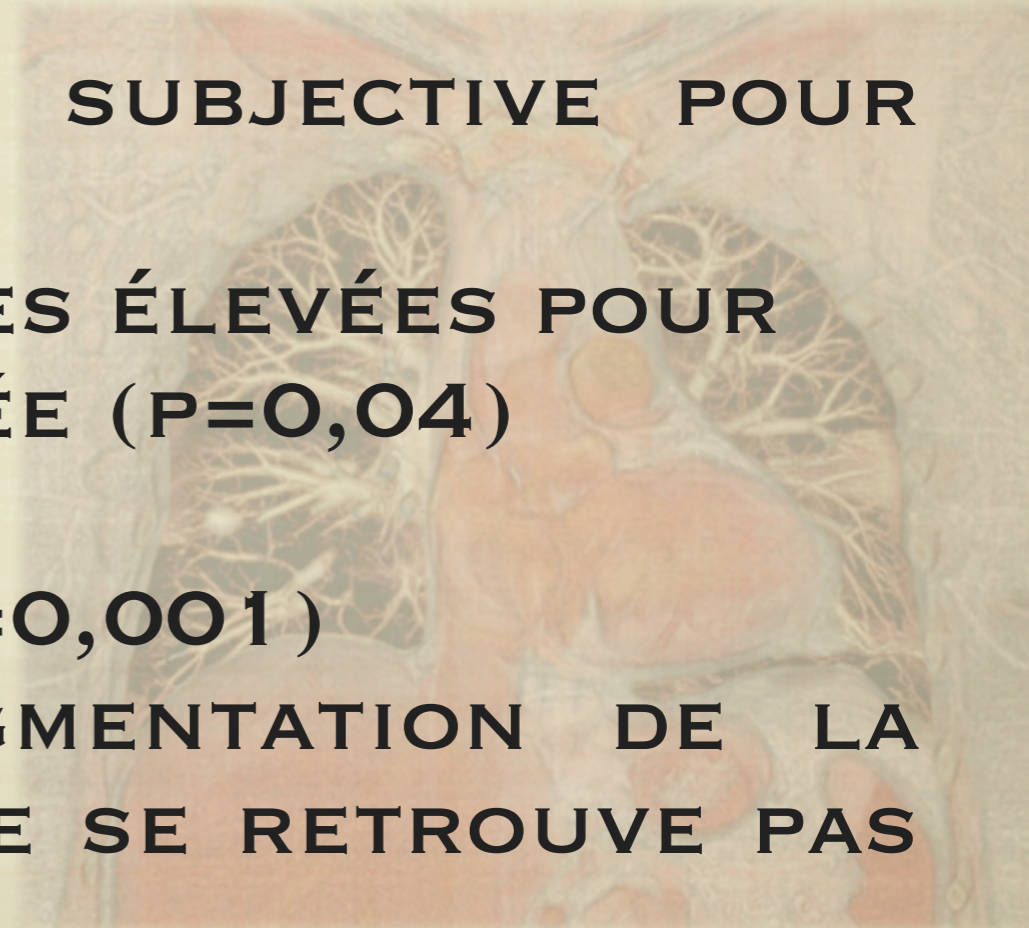 SUBJECTIVE POUR
ES ÉLEVÉES POUR
ÉE (P=0,04)
=0,001)
GMENTATION DE LA
E SE RETROUVE PAS